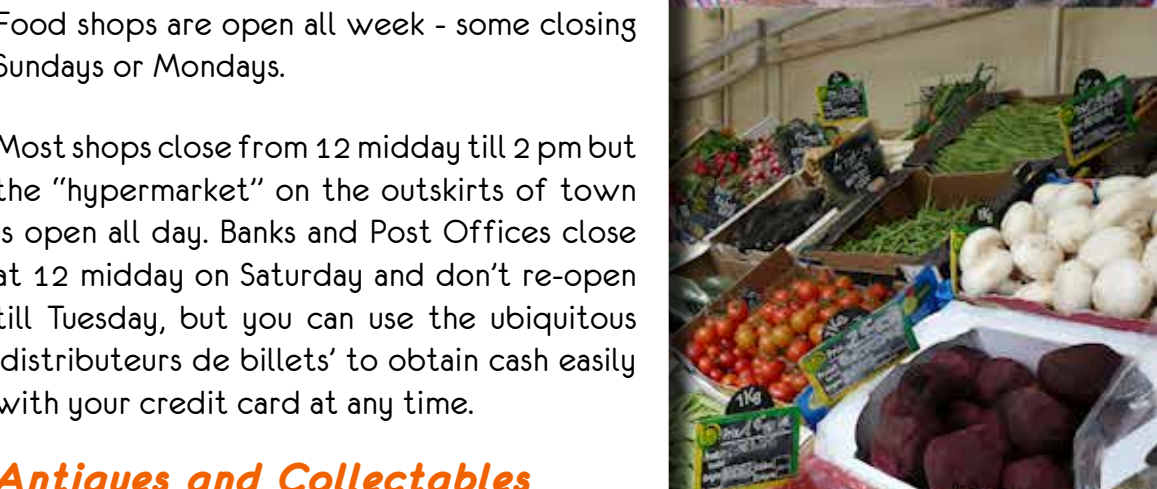 Food shops are open all week - some closing
Sundays or Mondays.
Most shops close from 12 midday till 2 pm but
the "hypermarket" on the outskirts of town
is open all day. Banks and Post Offices close
at 12 midday on Saturday and don't re-open
till Tuesday, but you can use the ubiquitous
distributeurs de billets' to obtain cash easily
with your credit card at any time.
Antiques and Collectables
1Kg
1Kg